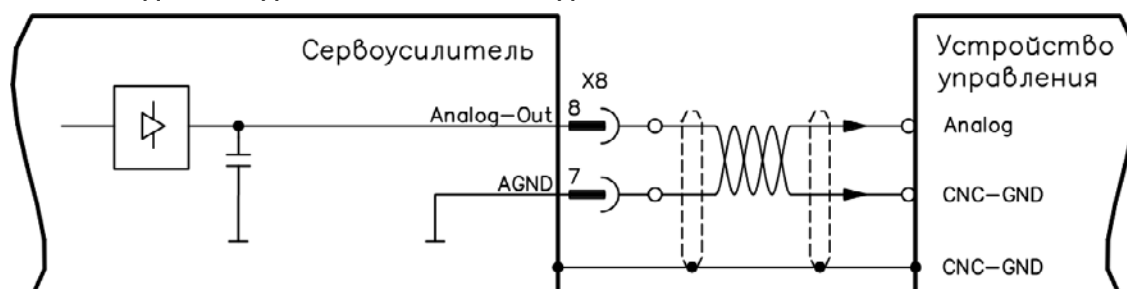 Сервоусилитель
Устройство
управления
X8
Analog-Out
8
Analog
AGND
7
CNC-GND
CNC-GND